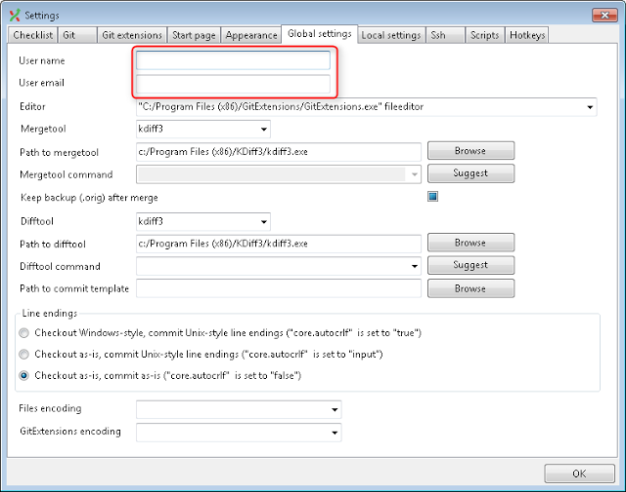 Settings
Checklist Git Git extensions Start page Appearance Global settings Local settings Ssh Scripts Hotkeys
User name
User email
Editor "C:/Program Files (x86)/GitExtensions/GitExtensions.exe" fileeditor
Mergetool kdiff3
Path to mergetool c:/Program Files (x86)/KDiff3/kdiff3.exe Browse
Mergetool command Suggest
Keep backup (.orig) after merge
Difftool kdiff3
Path to difftool c:/Program Files (x86)/KDiff3/kdiff3.exe Browse
Difftool command Suggest
Path to commit template Browse
Line endings
Checkout Windows-style, commit Unix-style line endings ("core.autocrlf" is set to "true")
Checkout as-is, commit Unix-style line endings ("core.autocrlf" is set to "input")
Checkout as-is, commit as-is ("core.autocrlf" is set to "false")
Files encoding
GitExtensions encoding
OK